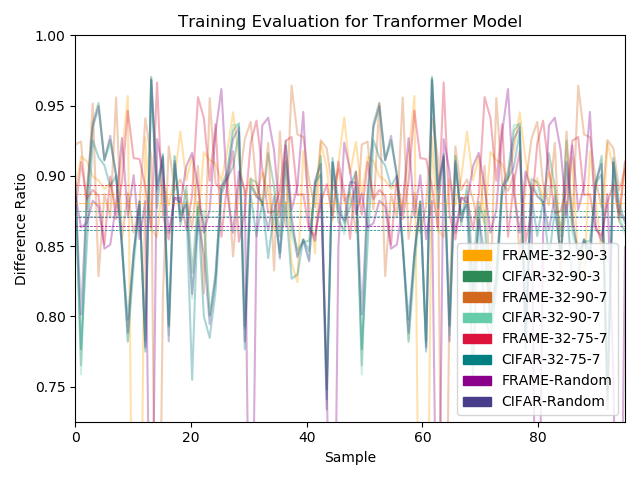 Training Evaluation for Tranformer Model
1.00
0.95
0.90
0.85
0.80
0.75
Difference Ratio
0
20
40
60
80
Sample
FRAME-32-90-3
CIFAR-32-90-3
FRAME-32-90-7
CIFAR-32-90-7
FRAME-32-75-7
CIFAR-32-75-7
FRAME-Random
CIFAR-Random